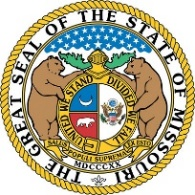 THE GREAT SEAL OF THE STATE OF MISSOURI
UNITED WE STAND DIVIDED WE FALL
SALUS POPULI SUPREMA LEX ESTO
MDCCCXX